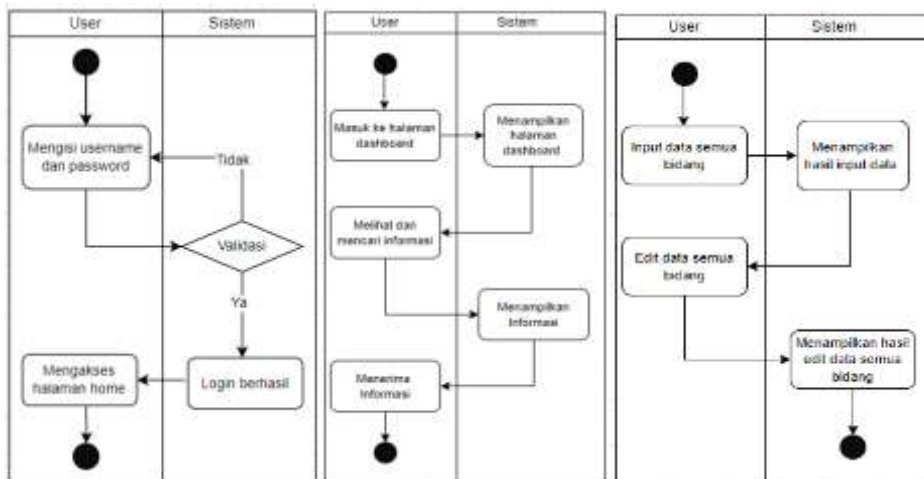 User
Sistem
Mengisi username
dan password
Tidak
Validasi
Ya
Mengakses
halaman home
Login berhasil
User
Sistem
Masuk ke halaman
dashboard
Menampilkan
halaman
dashboard
Melihat dan
mencari informasi
Menampilkan
Informasi
Menerima
Informasi
User
Sistem
Input data semua
bidang
Menampilkan
hasil input data
Edit data semua
bidang
Menampilkan hasil
edit data semua
bidang